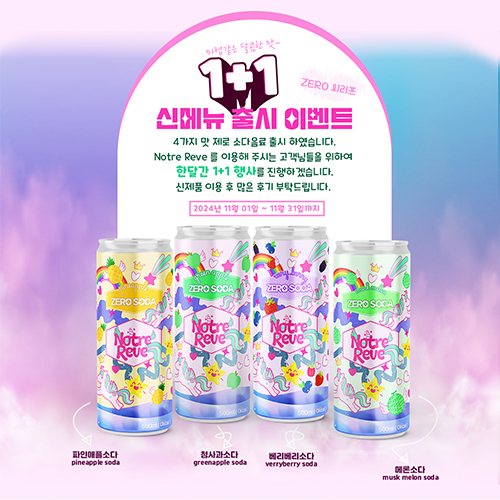 마법같은 달콤한 맛~
1+1
ZERO 시리즈
신메뉴 출시 이벤트
4가지 맛 제로 소다음료 출시 하였습니다.
Notre Reve 를 이용해 주시는 고객님들을 위하여
한달간 1+1 행사를 진행하겠습니다.
신제품 이용 후 많은 후기 부탁드립니다.
2024년 11월 01일 ~ 11월 31일까지
ZERO SODA
ZERO SODA
ZERO SODA
ZERO SODA
Notre Reve
Notre Reve
Notre Reve
Notre Reve
파인애플소다
pineapple soda
청사과소다
greenapple soda
베리베리소다
verryberry soda
메론소다
musk melon soda